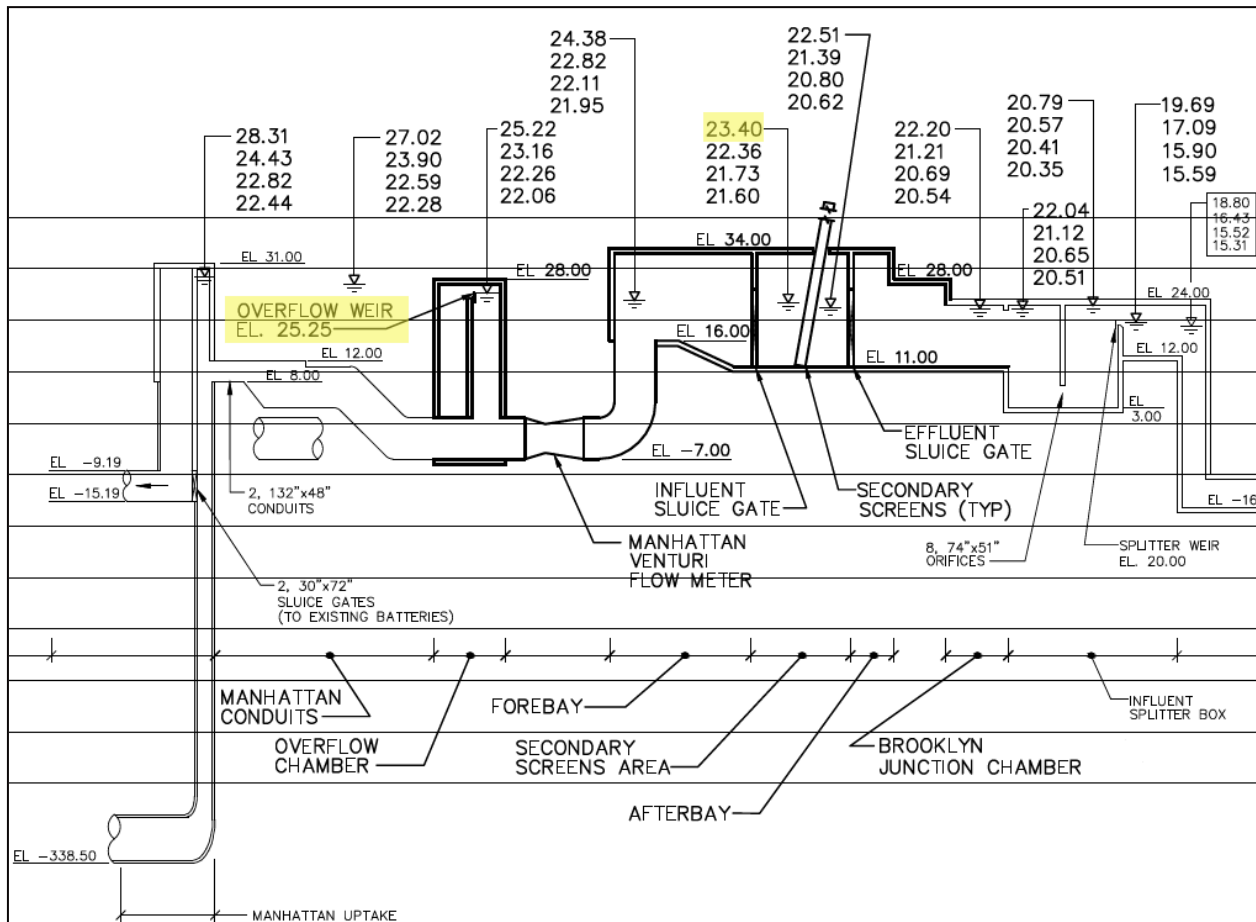 24.38
22.82
22.11
21.95
22.51
21.39
20.80
20.62
28.31
24.43
22.82
22.44
27.02
23.90
22.59
22.28
25.22
23.16
22.26
22.06
23.40
22.36
21.73
21.60
22.20
21.21
20.69
20.54
20.79
20.57
20.41
20.35
19.69
17.09
15.90
15.59
22.04
21.12
20.65
20.51
18.80
16.43
15.52
15.31
EL 31.00
EL 34.00
EL 28.00
EL 28.00
EL 24.00
OVERFLOW WEIR
EL. 25.25
EL 16.00
EL 12.00
EL 11.00
EL 12.00
EL 8.00
EL
3.00
EL -7.00
EL -9.19
EL -15.19
EL -16
2, 132"x48"
CONDUITS
INFLUENT
SLUICE GATE
SECONDARY
SCREENS (TYP)
EFFLUENT
SLUICE GATE
MANHATTAN
VENTURI
FLOW METER
8, 74"x51"
ORIFICES
SPLITTER WEIR
EL. 20.00
2, 30"x72"
SLUICE GATES
(TO EXISTING BATTERIES)
MANHATTAN
CONDUITS
OVERFLOW
CHAMBER
FOREBAY
SECONDARY
SCREENS AREA
AFTERBAY
BROOKLYN
JUNCTION CHAMBER
INFLUENT
SPLITTER BOX
EL -338.50
MANHATTAN UPTAKE